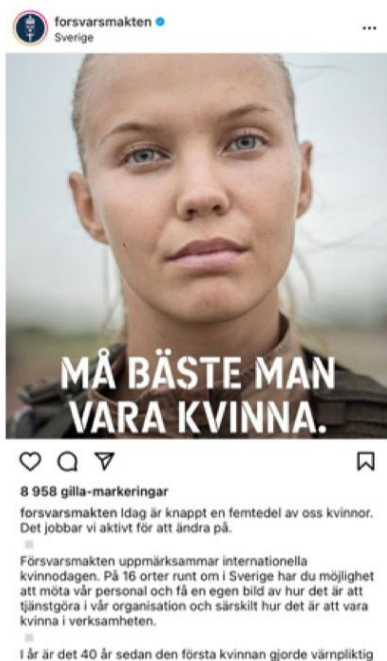 forsvarsmakten
Sverige
MÅ BÄSTE MAN
VARA KVINNA.
8 958 gilla-markeringar
forsvarsmakten Idag är knappt en femtedel av oss kvinnor.
Det jobbar vi aktivt för att ändra på.
Försvarsmakten uppmärksammar internationella
kvinnodagen. På 16 orter runt om i Sverige har du möjlighet
att möta vår personal och få en egen bild av hur det är att
tjänstgöra i vår organisation och särskilt hur det är att vara
kvinna i verksamheten.
I år är det 40 år sedan den första kvinnan gjorde värnpliktig